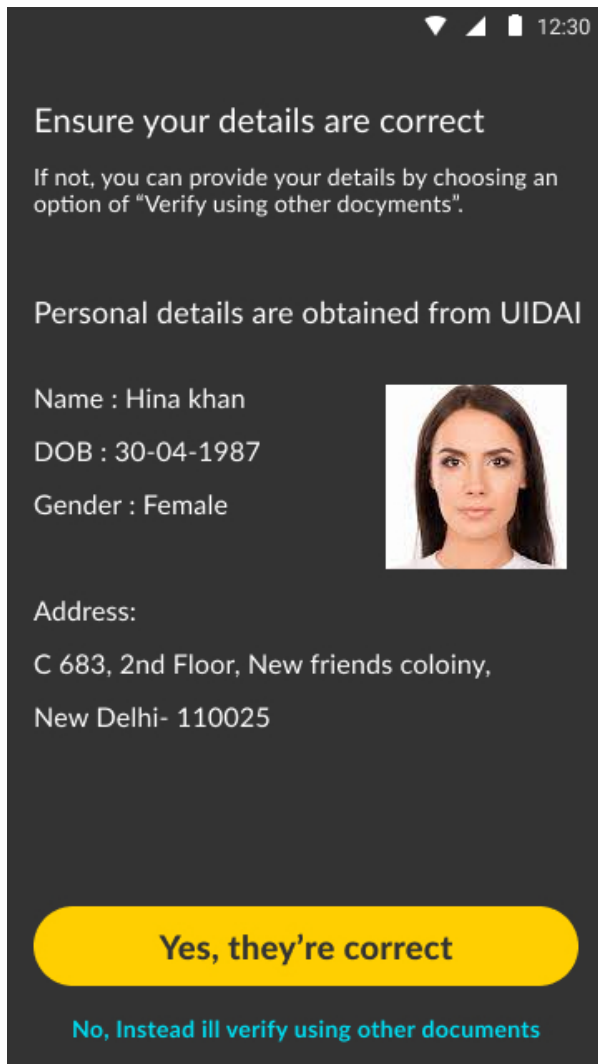 12:30
Ensure your details are correct
If not, you can provide your details by choosing an
option of “Verify using other docyments”.
Personal details are obtained from UIDAI
Name : Hina khan
DOB : 30-04-1987
Gender : Female
Address:
C 683, 2nd Floor, New friends coloiny,
New Delhi- 110025
Yes, they’re correct
No, Instead ill verify using other documents